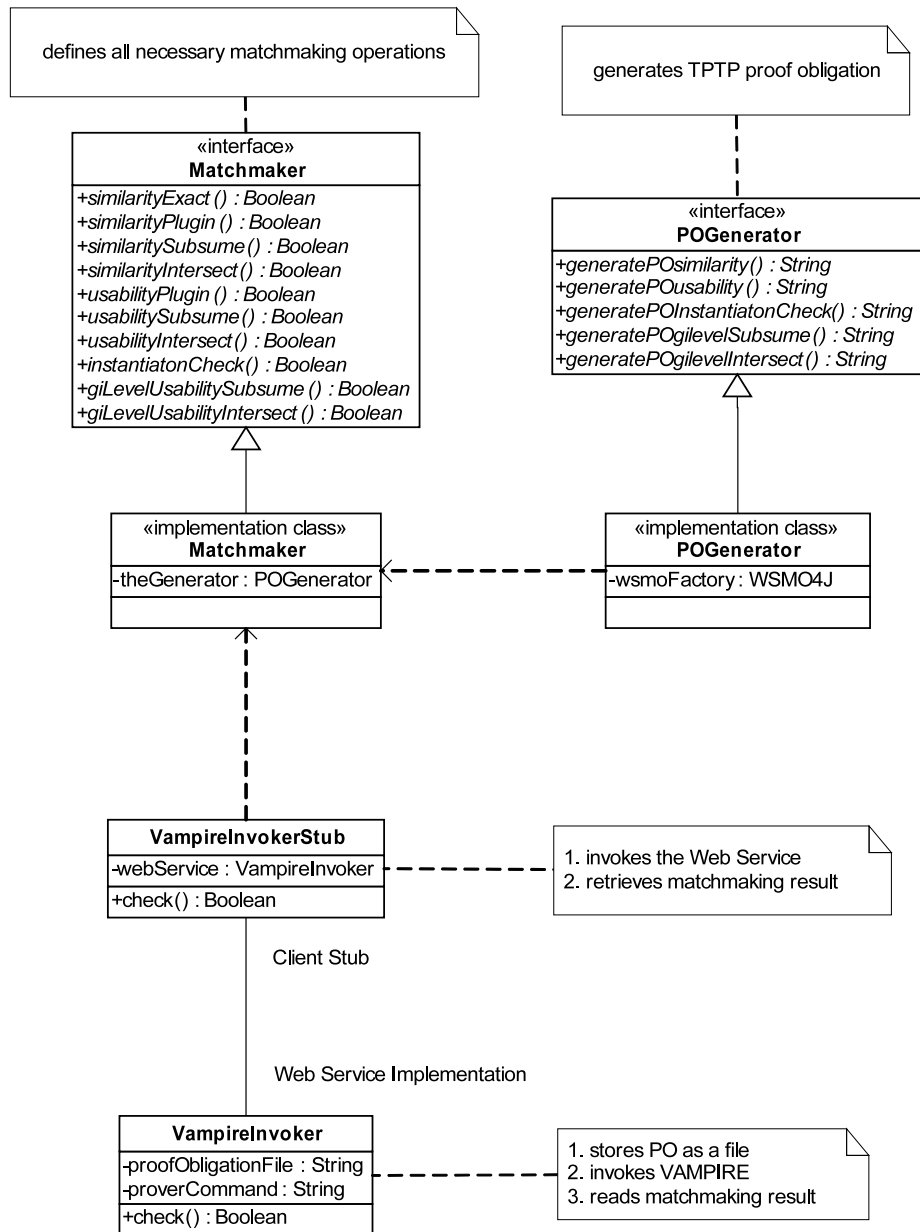 defines all necessary matchmaking operations
generates TPTP proof obligation
«interface»
Matchmaker
+similarityExact() : Boolean
+similarityPlugin() : Boolean
+similaritySubsume() : Boolean
+similarityIntersect() : Boolean
+usabilityPlugin() : Boolean
+usabilitySubsume() : Boolean
+usabilityIntersect() : Boolean
+instantiatonCheck() : Boolean
+giLevelUsabilitySubsume() : Boolean
+giLevelUsabilityIntersect() : Boolean
«interface»
POGenerator
+generatePOsimilarity() : String
+generatePOusability() : String
+generatePOInstantiatonCheck() : String
+generatePOgilevelSubsume() : String
+generatePOgilevelIntersect() : String
«implementation class»
Matchmaker
-theGenerator : POGenerator
«implementation class»
POGenerator
-wsmoFactory : WSMO4J
VampireInvokerStub
-webService : VampireInvoker
+check() : Boolean
1. invokes the Web Service
2. retrieves matchmaking result
Client Stub
Web Service Implementation
VampireInvoker
-proofObligationFile : String
-proverCommand : String
+check() : Boolean
1. stores PO as a file
2. invokes VAMPIRE
3. reads matchmaking result